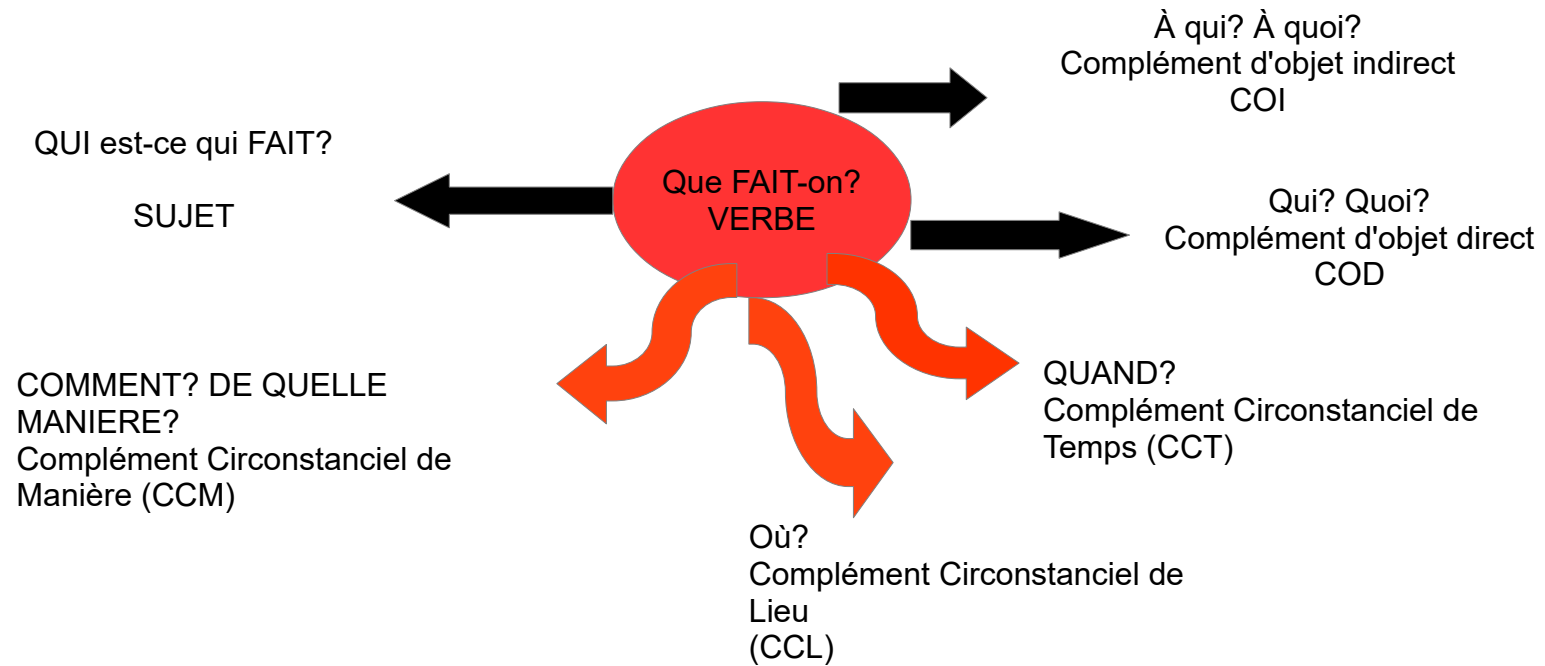 À qui? À quoi?
Complément d'objet indirect
COI
QUI est-ce qui FAIT?
SUJET
Que FAIT-on?
VERBE
Qui? Quoi?
Complément d'objet direct
COD
COMMENT? DE QUELLE
MANIERE?
Complément Circonstanciel de
Manière (CCM)
QUAND?
Complément Circonstanciel de
Temps (CCT)
Où?
Complément Circonstanciel de
Lieu
(CCL)